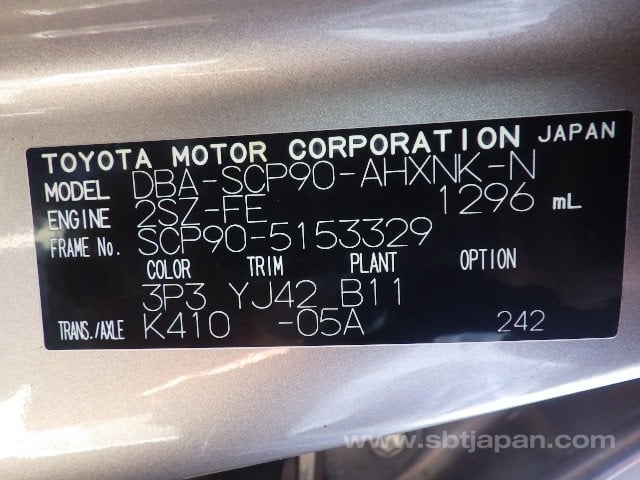 TOYOTA MOTOR CORPORATION JAPAN
MODEL DBA-SCP90-AHXNK-N
ENGINE 2SZ-FE 1296 mL
FRAME No. SCP90-5153329
COLOR TRIM PLANT OPTION
3P3 YJ42 B11
TRANS./AXLE K410 -05A 242
www.sbtjapan.com